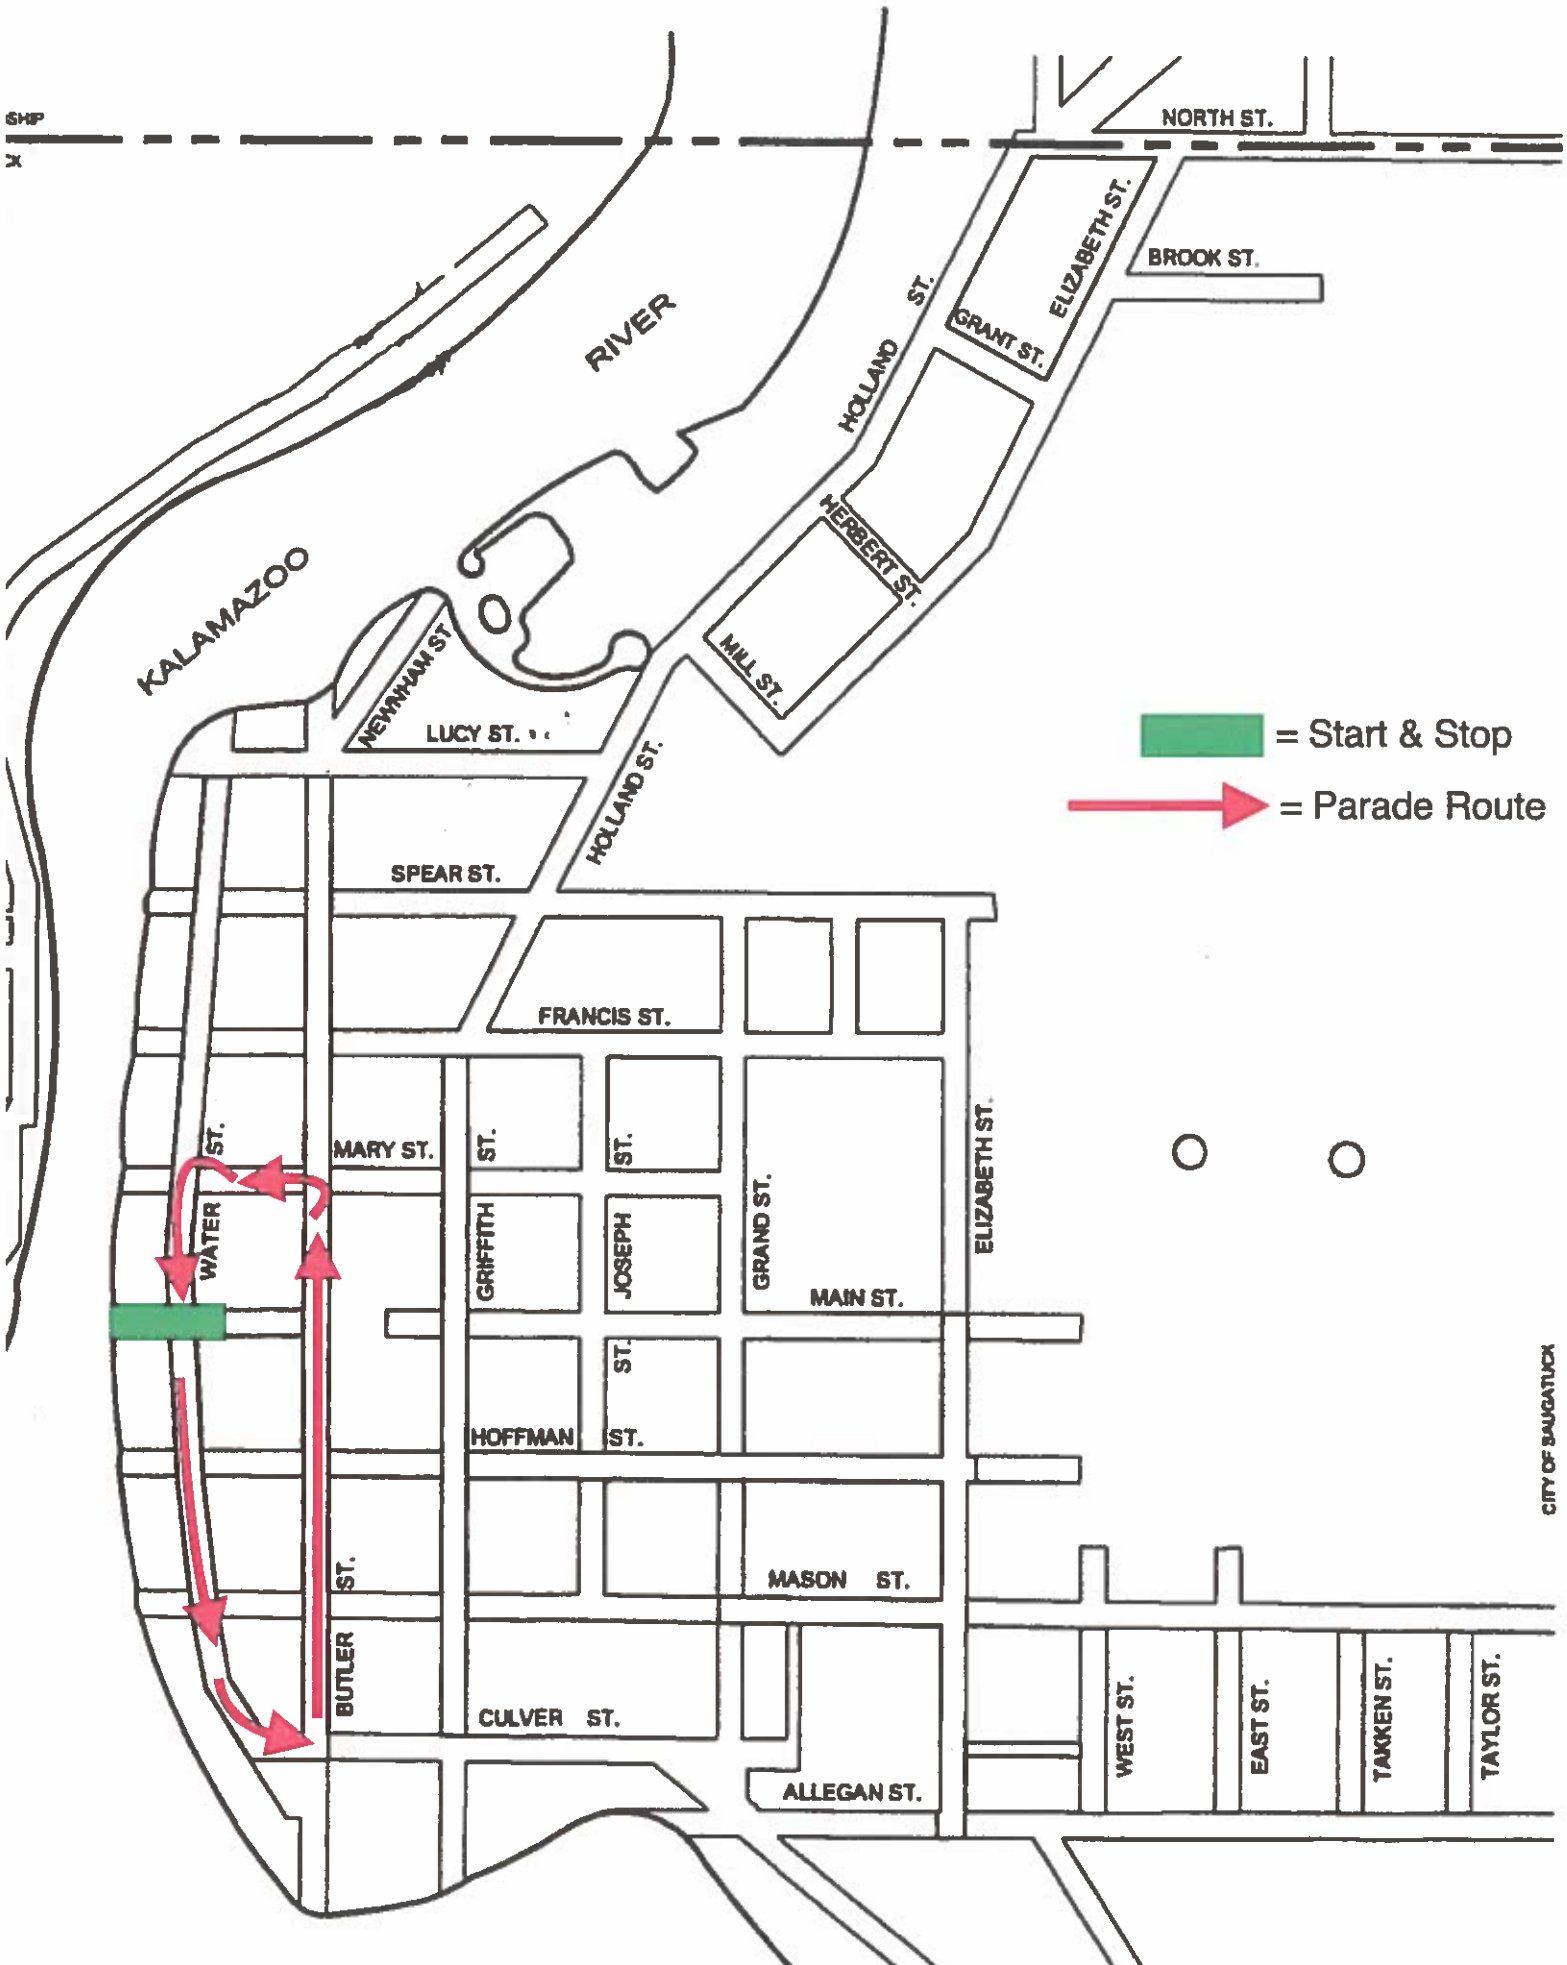 SHIP
NORTH ST.
ELIZABETH ST.
BROOK ST.
HOLLAND ST.
GRANT ST.
RIVER
KALAMAZOO
HERBERT ST.
MILL ST.
NEWNHAM ST
LUCY ST.
HOLLAND ST.
= Start & Stop
= Parade Route
SPEAR ST.
FRANCIS ST.
WATER ST.
MARY ST.
GRIFFITH ST.
JOSEPH ST.
GRAND ST.
ELIZABETH ST.
MAIN ST.
ST.
HOFFMAN ST.
CITY OF SAUGATUCK
MASON ST.
BUTLER ST.
CULVER ST.
ALLEGAN ST.
WEST ST.
EAST ST.
TAKKEN ST.
TAYLOR ST.